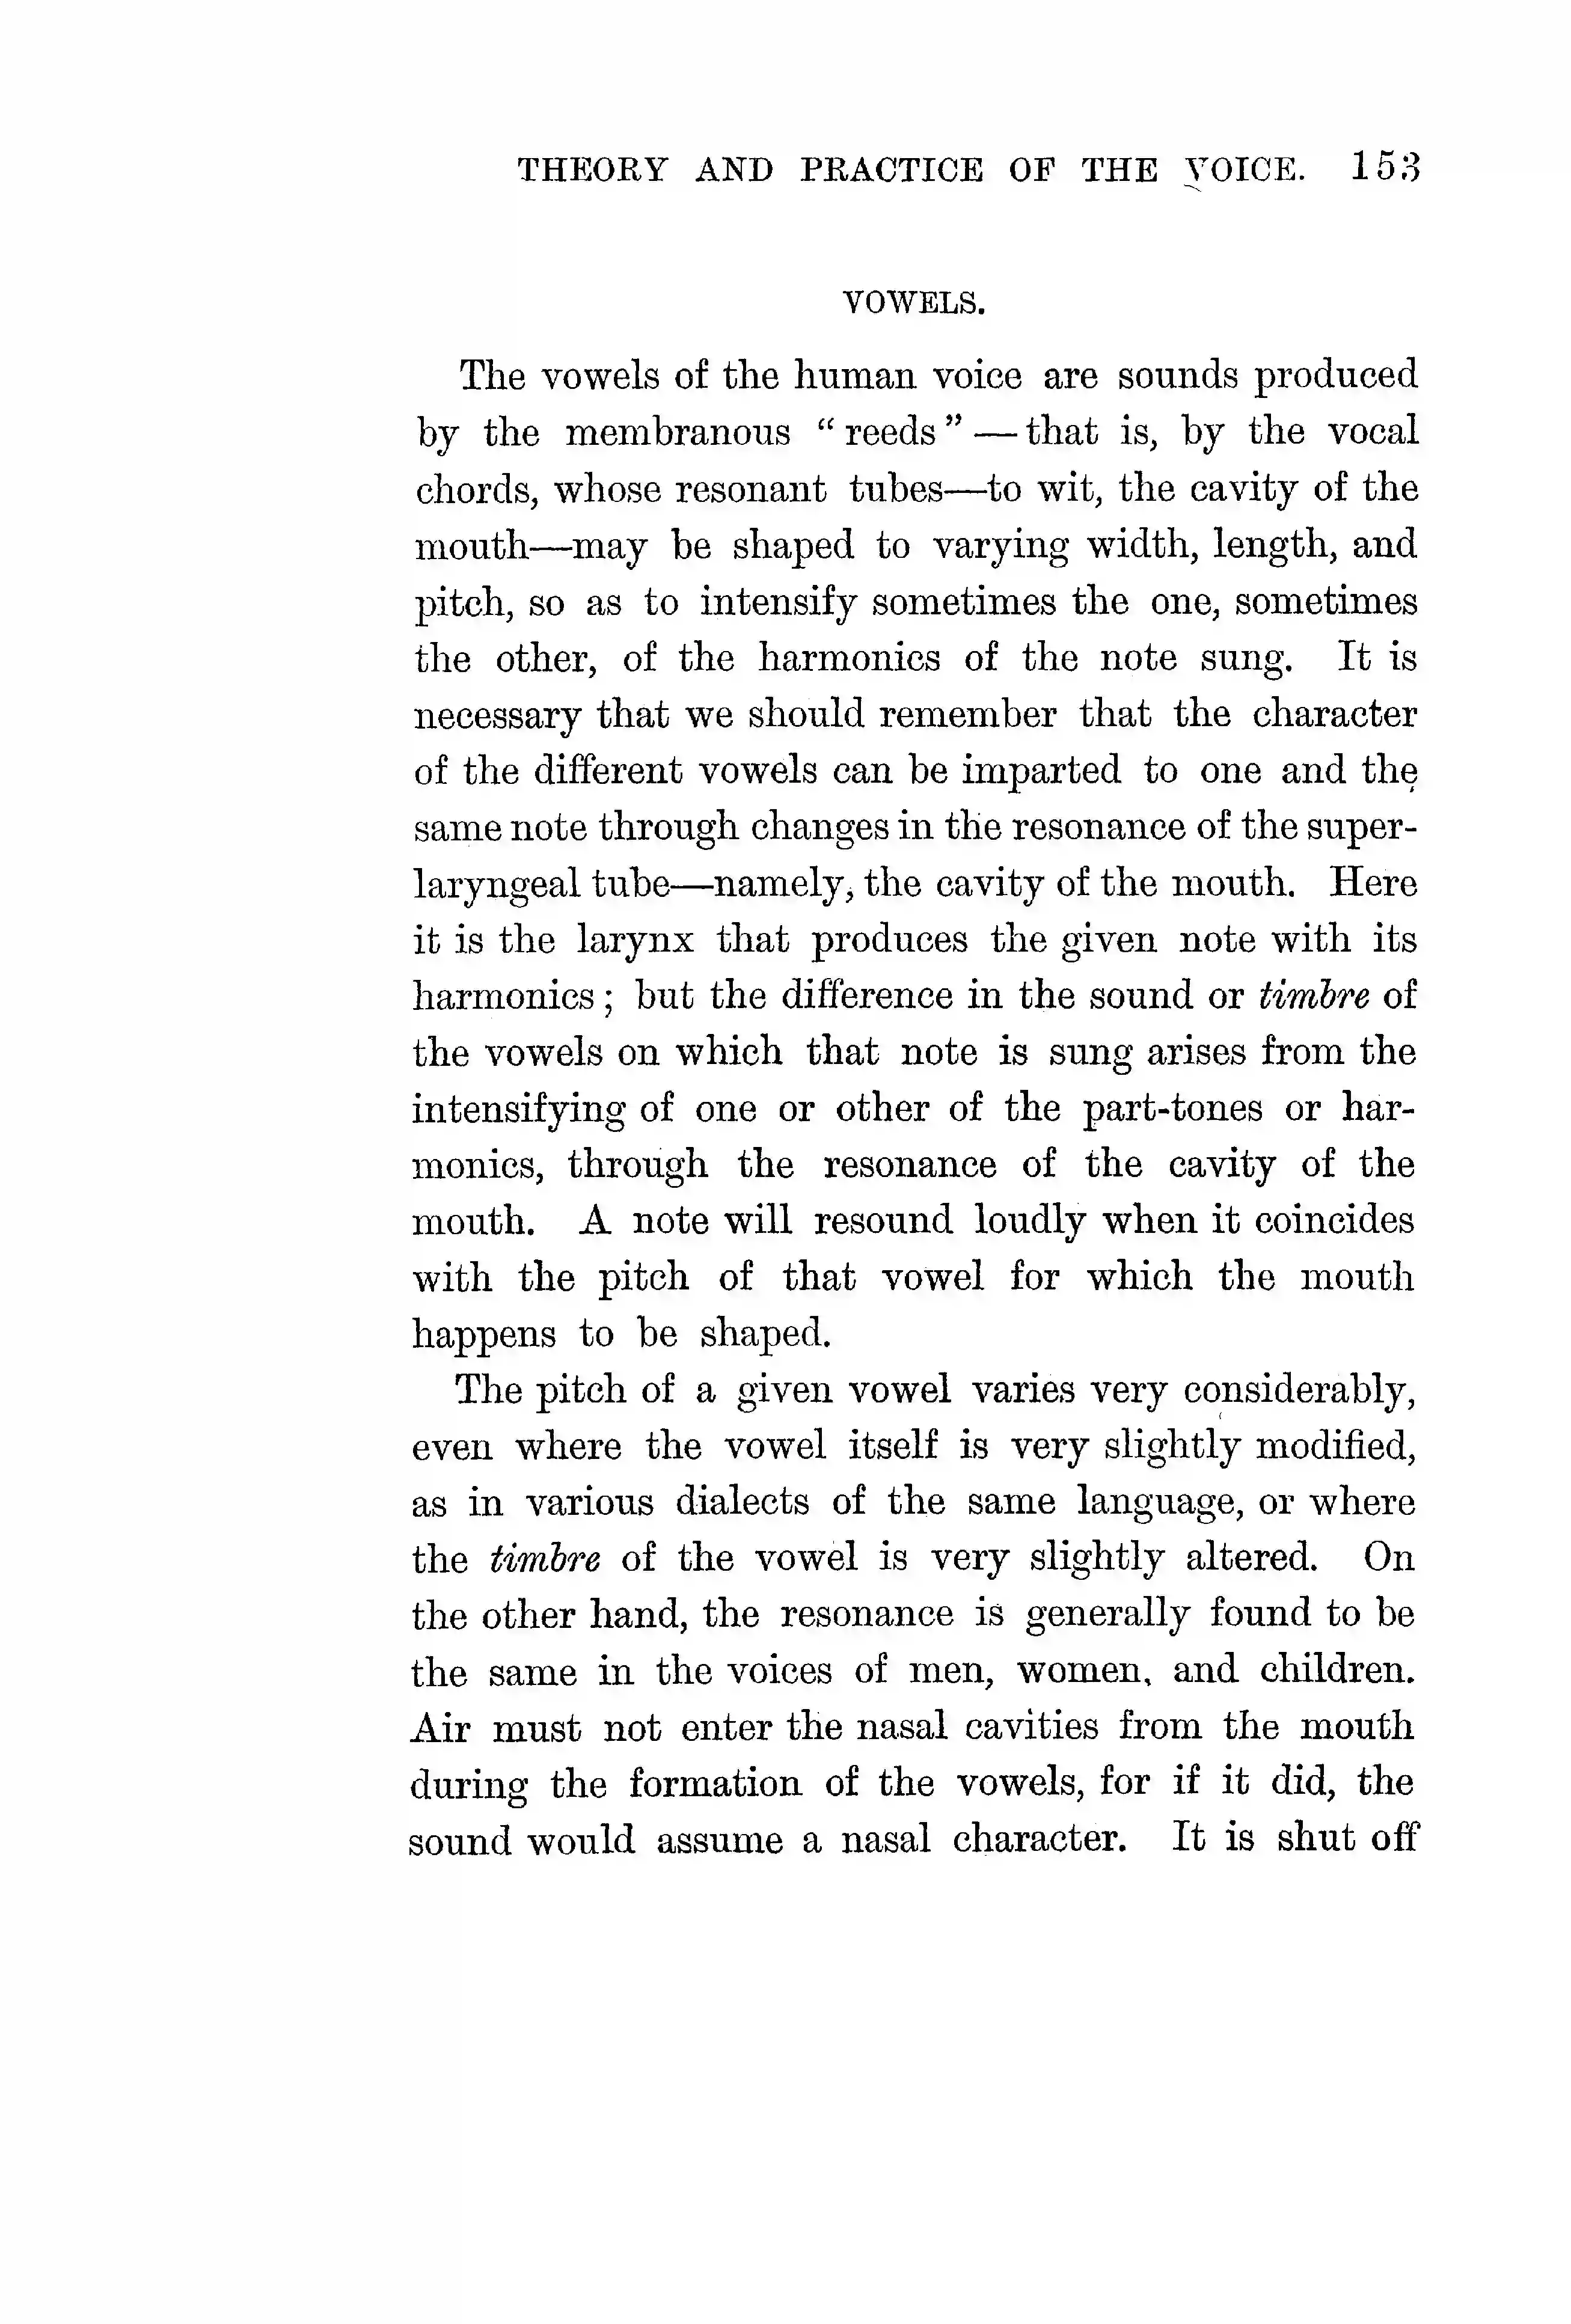 THEORY AND PRACTICE OF THE VOICE. 153
VOWELS.
The vowels of the human voice are sounds produced
by the membranous “reeds”—that is, by the vocal
chords, whose resonant tubes—to wit, the cavity of the
mouth—may be shaped to varying width, length, and
pitch, so as to intensify sometimes the one, sometimes
the other, of the harmonics of the note sung. It is
necessary that we should remember that the character
of the different vowels can be imparted to one and the
same note through changes in the resonance of the super-
laryngeal tube—namely, the cavity of the mouth. Here
it is the larynx that produces the given note with its
harmonics; but the difference in the sound or timbre of
the vowels on which that note is sung arises from the
intensifying of one or other of the part-tones or har-
monics, through the resonance of the cavity of the
mouth. A note will resound loudly when it coincides
with the pitch of that vowel for which the mouth
happens to be shaped.
The pitch of a given vowel varies very considerably,
even where the vowel itself is very slightly modified,
as in various dialects of the same language, or where
the timbre of the vowel is very slightly altered. On
the other hand, the resonance is generally found to be
the same in the voices of men, women, and children.
Air must not enter the nasal cavities from the mouth
during the formation of the vowels, for if it did, the
sound would assume a nasal character. It is shut off